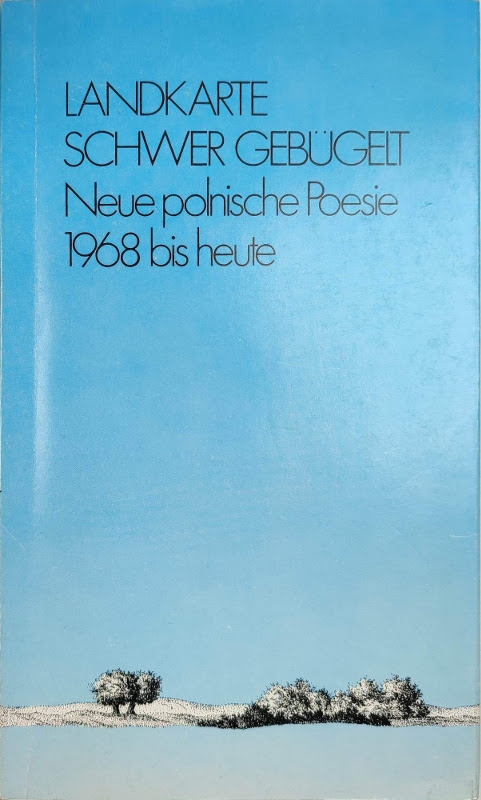 LANDKARTE
SCHWER GEBÜGELT
Neue polnische Poesie
1968 bis heute